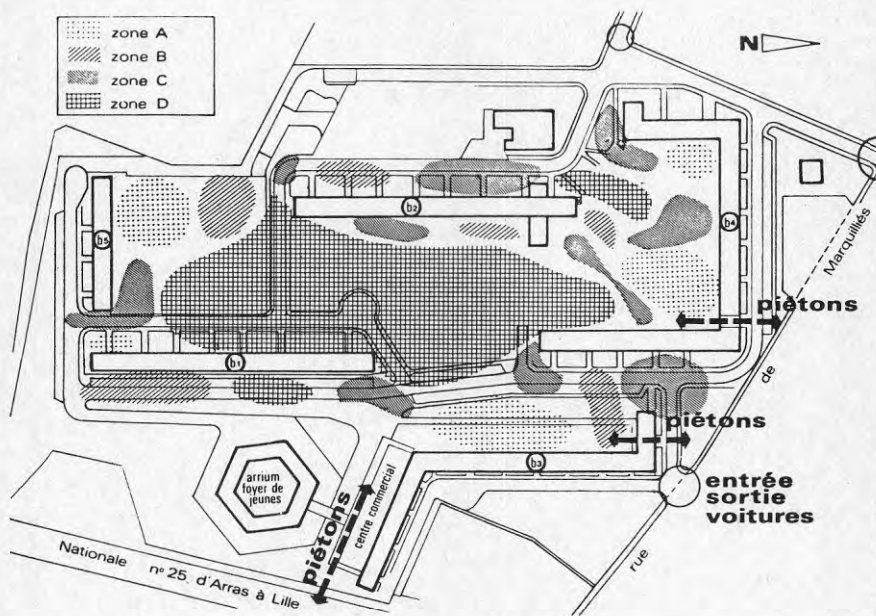 zone A
zone B
zone C
zone D
N
b5
b2
b4
b1
b3
Marquilliés
de
rue
piétons
piétons
entrée
sortie
voitures
arrium
foyer de
jeunes
centre commercial
piétons
Nationale n° 25, d'Arras à Lille